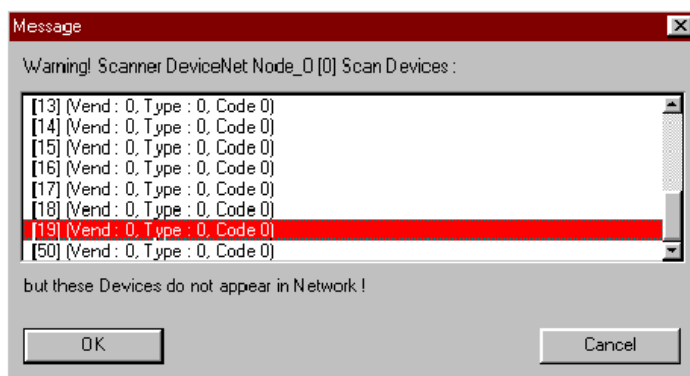 Message
Warning! Scanner DeviceNet Node_0 [0] Scan Devices :
[13] (Vend : 0, Type : 0, Code 0)
[14] (Vend : 0, Type : 0, Code 0)
[15] (Vend : 0, Type : 0, Code 0)
[16] (Vend : 0, Type : 0, Code 0)
[17] (Vend : 0, Type : 0, Code 0)
[18] (Vend : 0, Type : 0, Code 0)
[19] (Vend : 0, Type : 0, Code 0)
[50] (Vend : 0, Type : 0, Code 0)
but these Devices do not appear in Network !
OK Cancel